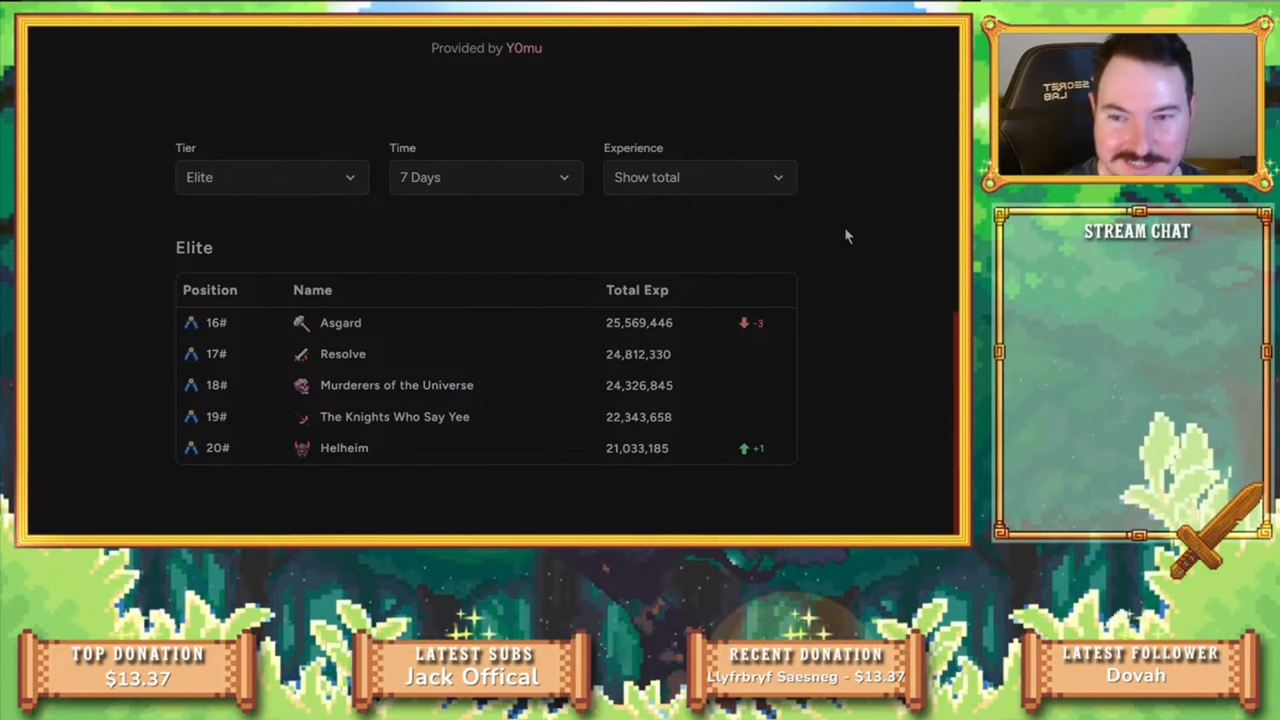 Provided by Y0mu
Tier
Time
Experience
Elite
7 Days
Show total
Elite
Position Name Total Exp
16# Asgard 25,569,446 -3
17# Resolve 24,812,330
18# Murderers of the Universe 24,326,845
19# The Knights Who Say Yee 22,343,658
20# Helheim 21,033,185 +1
SECRET
LAB
STREAM CHAT
TOP DONATION
$13.37
LATEST SUBS
Jack Offical
RECENT DONATION
Llyfrbryf Saesneg - $13.37
LATEST FOLLOWER
Dovah